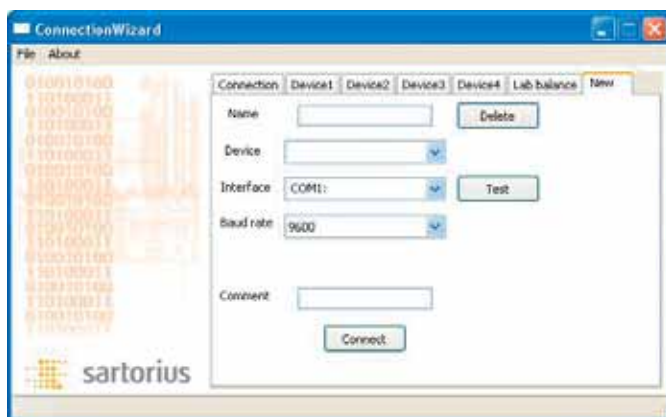 ConnectionWizard
File About
Connection Device1 Device2 Device3 Device4 Lab balance New
Name Delete
Device
Interface COM1: Test
Baud rate 9600
Comment
Connect
sartorius